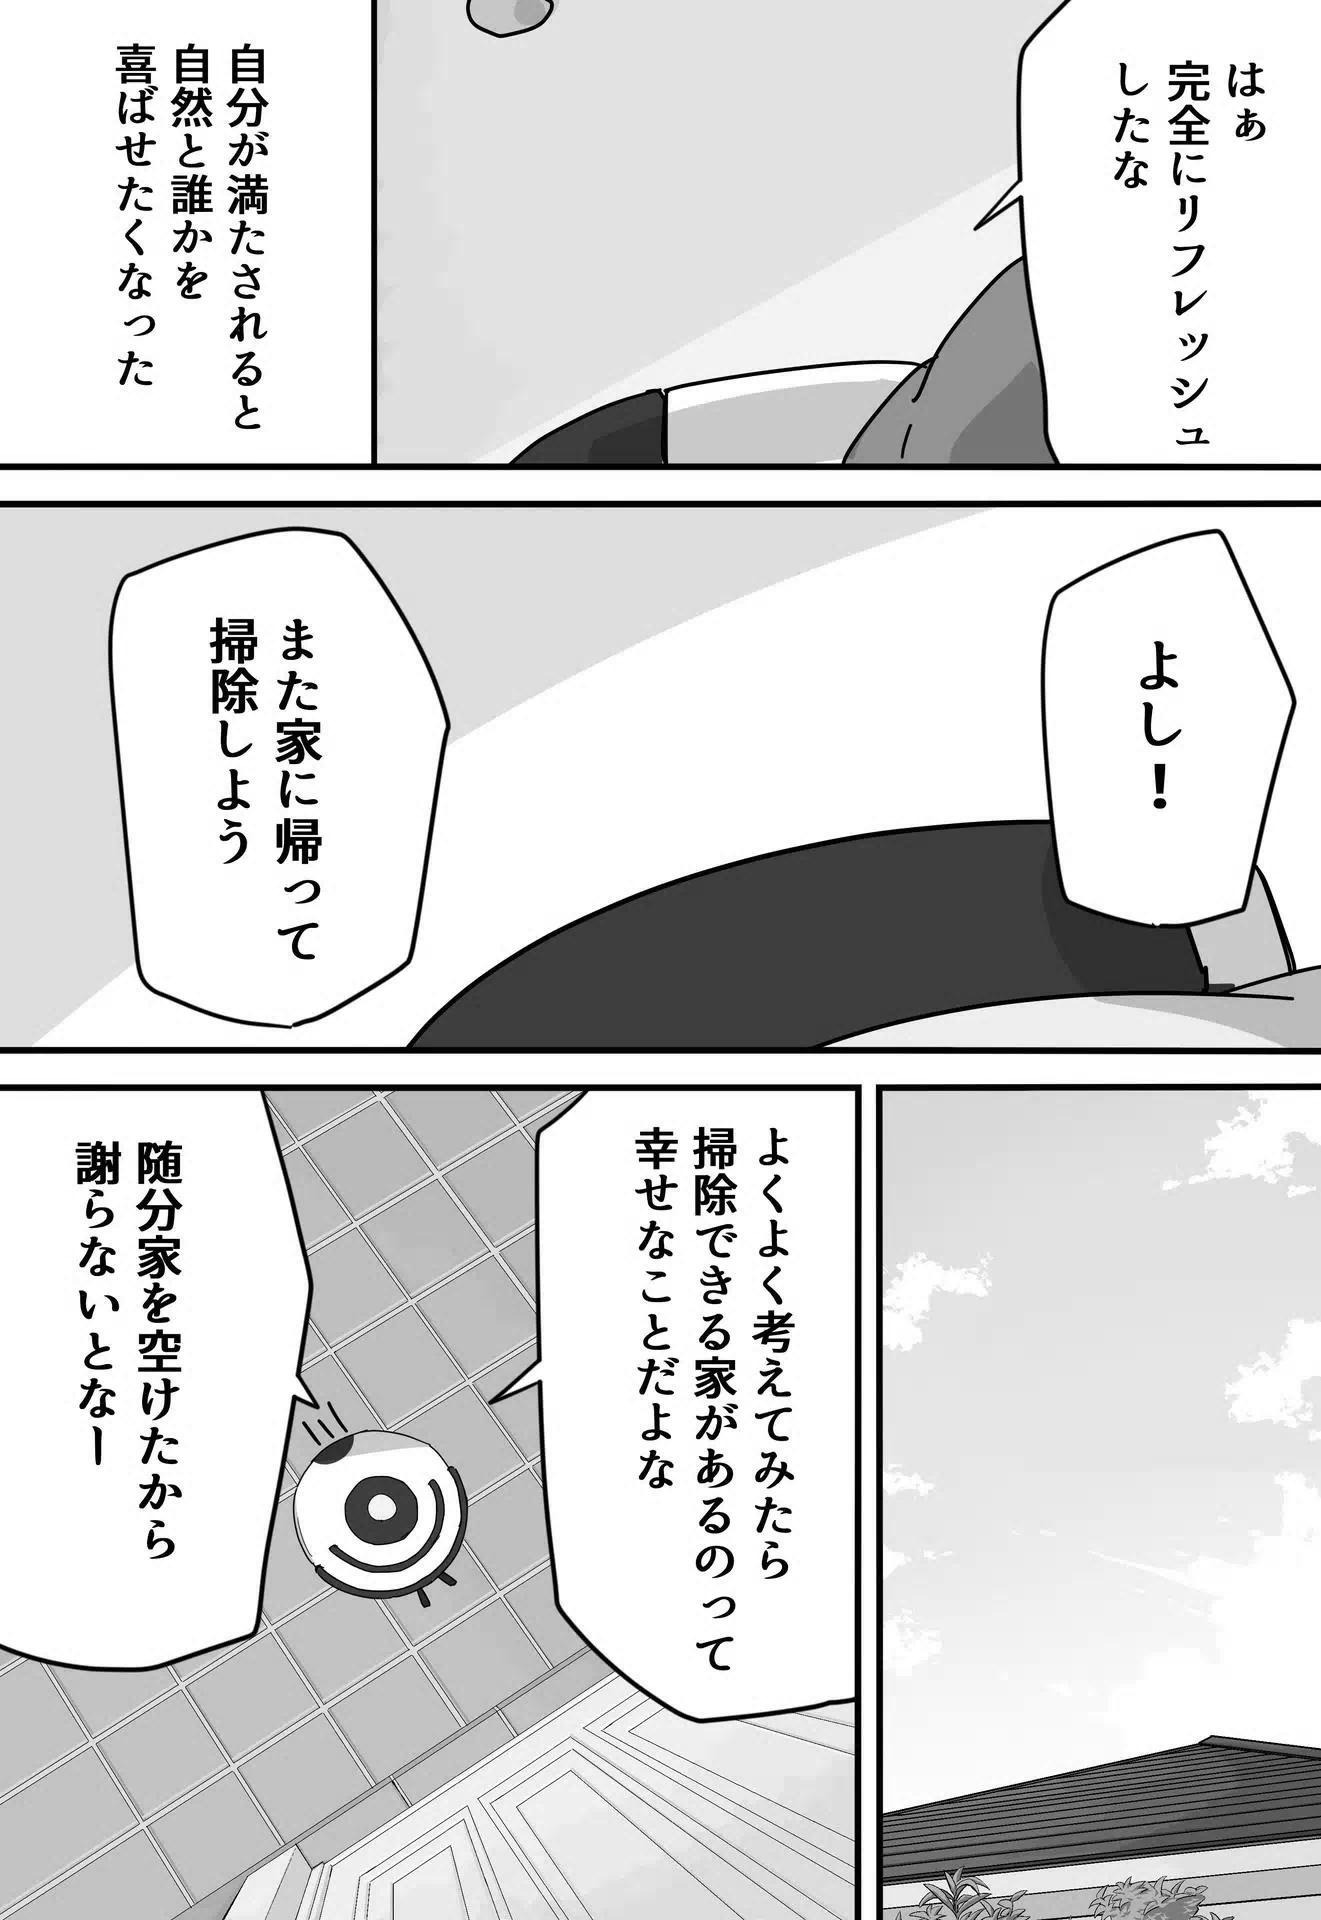 はぁ
完全にリフレッシュ
したな
自分が満たされると
自然と誰かを
喜ばせたくなった
よし！
また家に帰って
掃除しよう
よくよく考えてみたら
掃除できる家があるのって
幸せなことだよな
随分家を空けたから
謝らないとなー